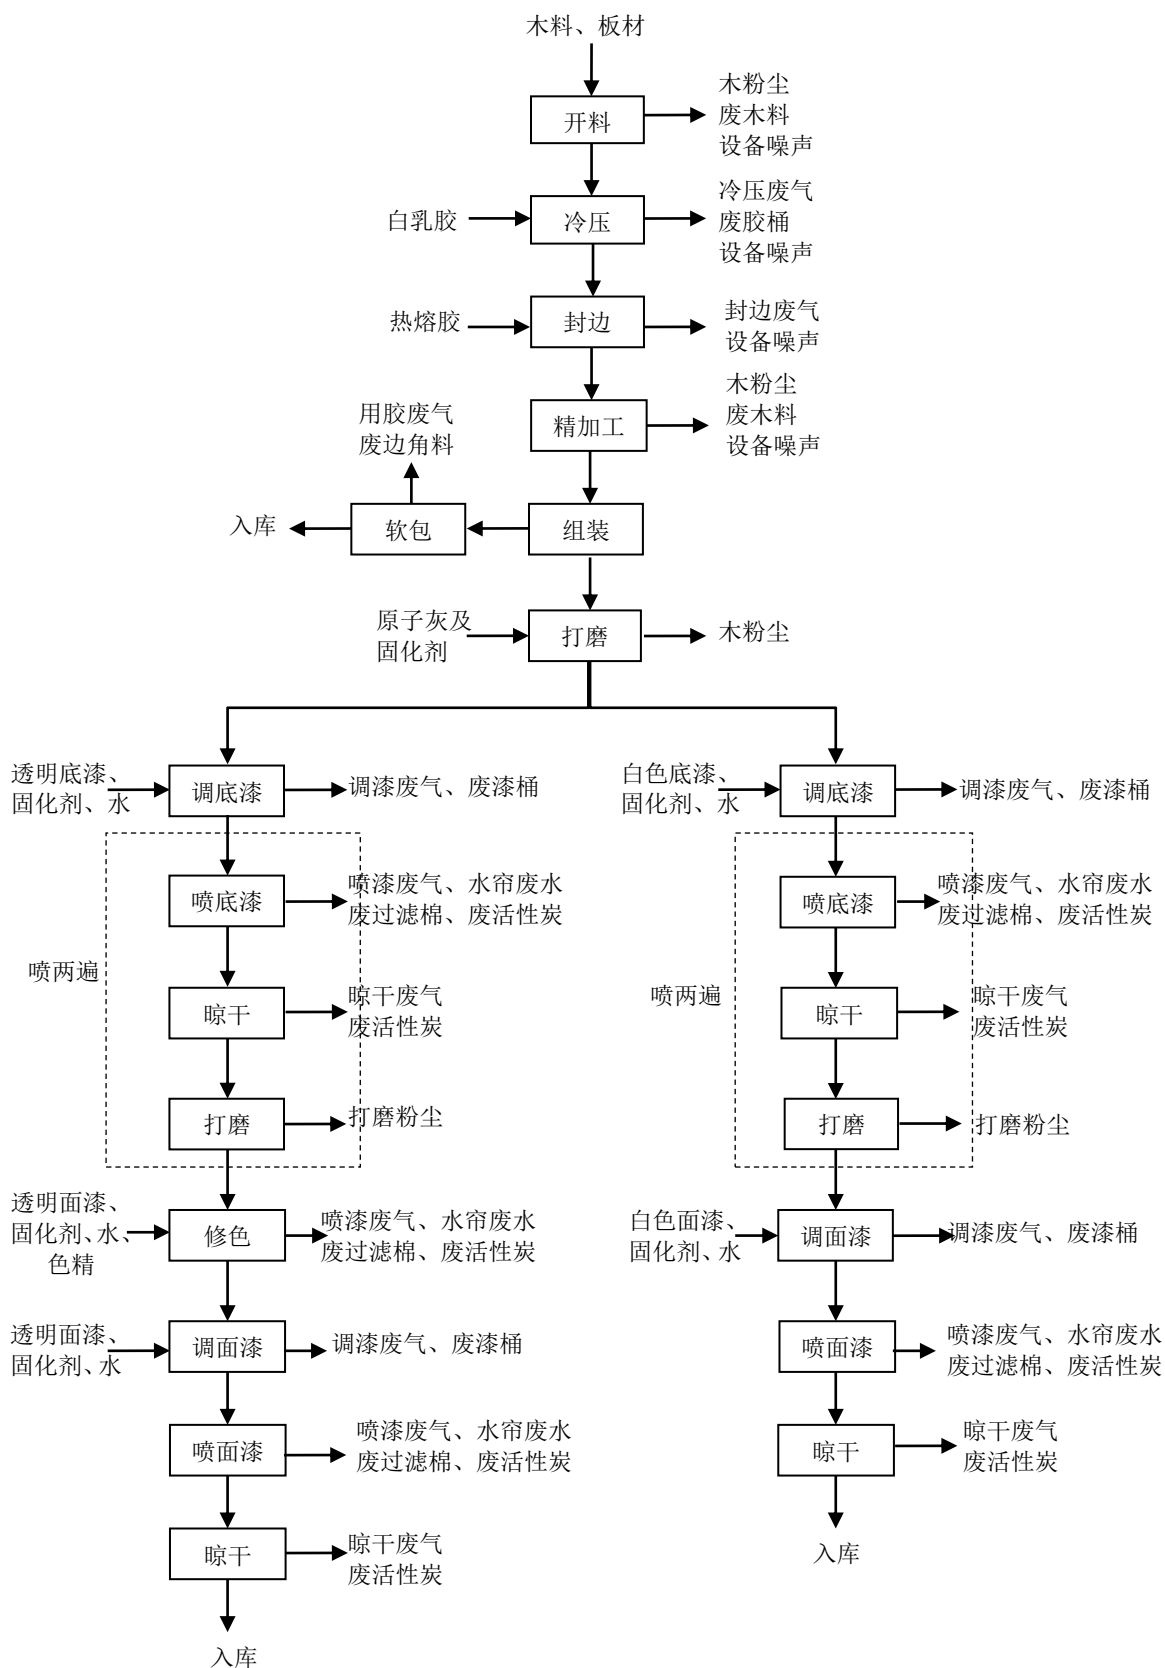 木料、板材
开料
木粉尘
废木料
设备噪声
白乳胶
冷压
冷压废气
废胶桶
设备噪声
热熔胶
封边
封边废气
设备噪声
精加工
木粉尘
废木料
设备噪声
用胶废气
废边角料
入库
软包
组装
原子灰及
固化剂
打磨
木粉尘
透明底漆、
固化剂、水
调底漆
调漆废气、废漆桶
喷两遍
喷底漆
喷漆废气、水帘废水
废过滤棉、废活性炭
晾干
晾干废气
废活性炭
打磨
打磨粉尘
透明面漆、
固化剂、水、
色精
修色
喷漆废气、水帘废水
废过滤棉、废活性炭
透明面漆、
固化剂、水
调面漆
调漆废气、废漆桶
喷面漆
喷漆废气、水帘废水
废过滤棉、废活性炭
晾干
晾干废气
废活性炭
入库
白色底漆、
固化剂、水
调底漆
调漆废气、废漆桶
喷两遍
喷底漆
喷漆废气、水帘废水
废过滤棉、废活性炭
晾干
晾干废气
废活性炭
打磨
打磨粉尘
白色面漆、
固化剂、水
调面漆
调漆废气、废漆桶
喷面漆
喷漆废气、水帘废水
废过滤棉、废活性炭
晾干
晾干废气
废活性炭
入库